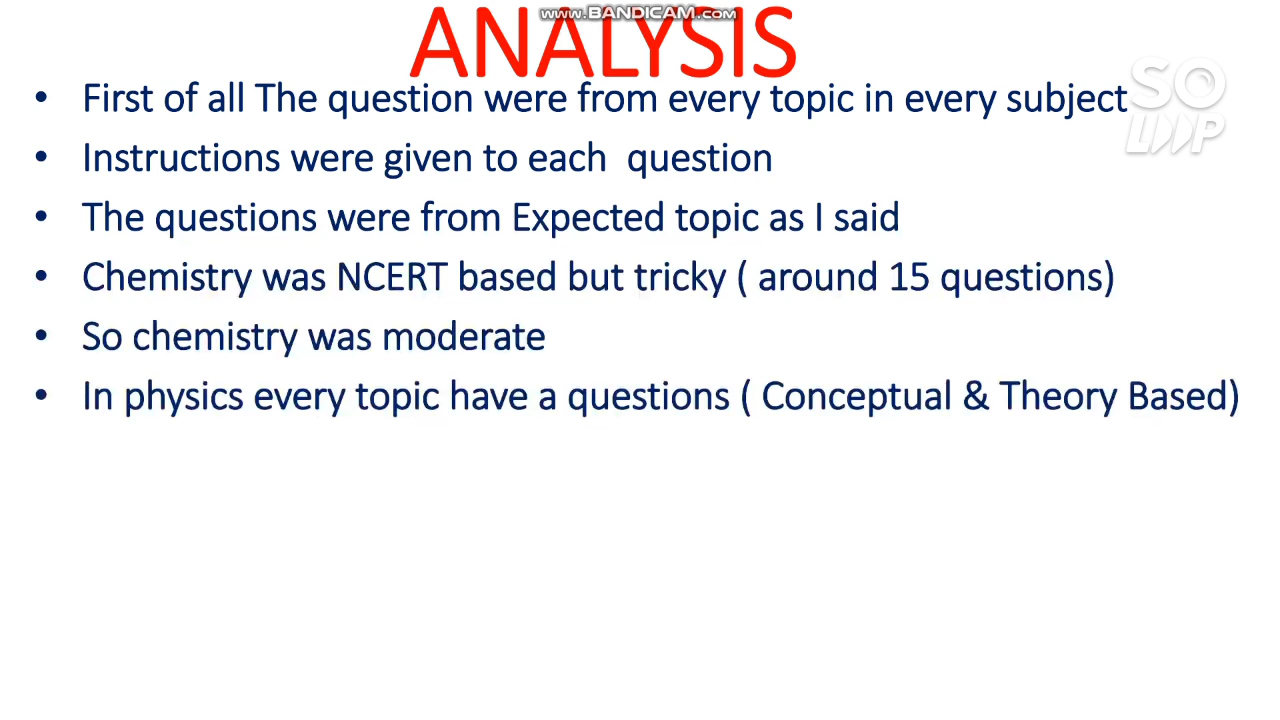 www.BANDICAM.com
ANALYSIS
• First of all The question were from every topic in every subject
• Instructions were given to each  question
• The questions were from Expected topic as I said
• Chemistry was NCERT based but tricky ( around 15 questions)
• So chemistry was moderate
• In physics every topic have a questions ( Conceptual & Theory Based)
SO
LOOP